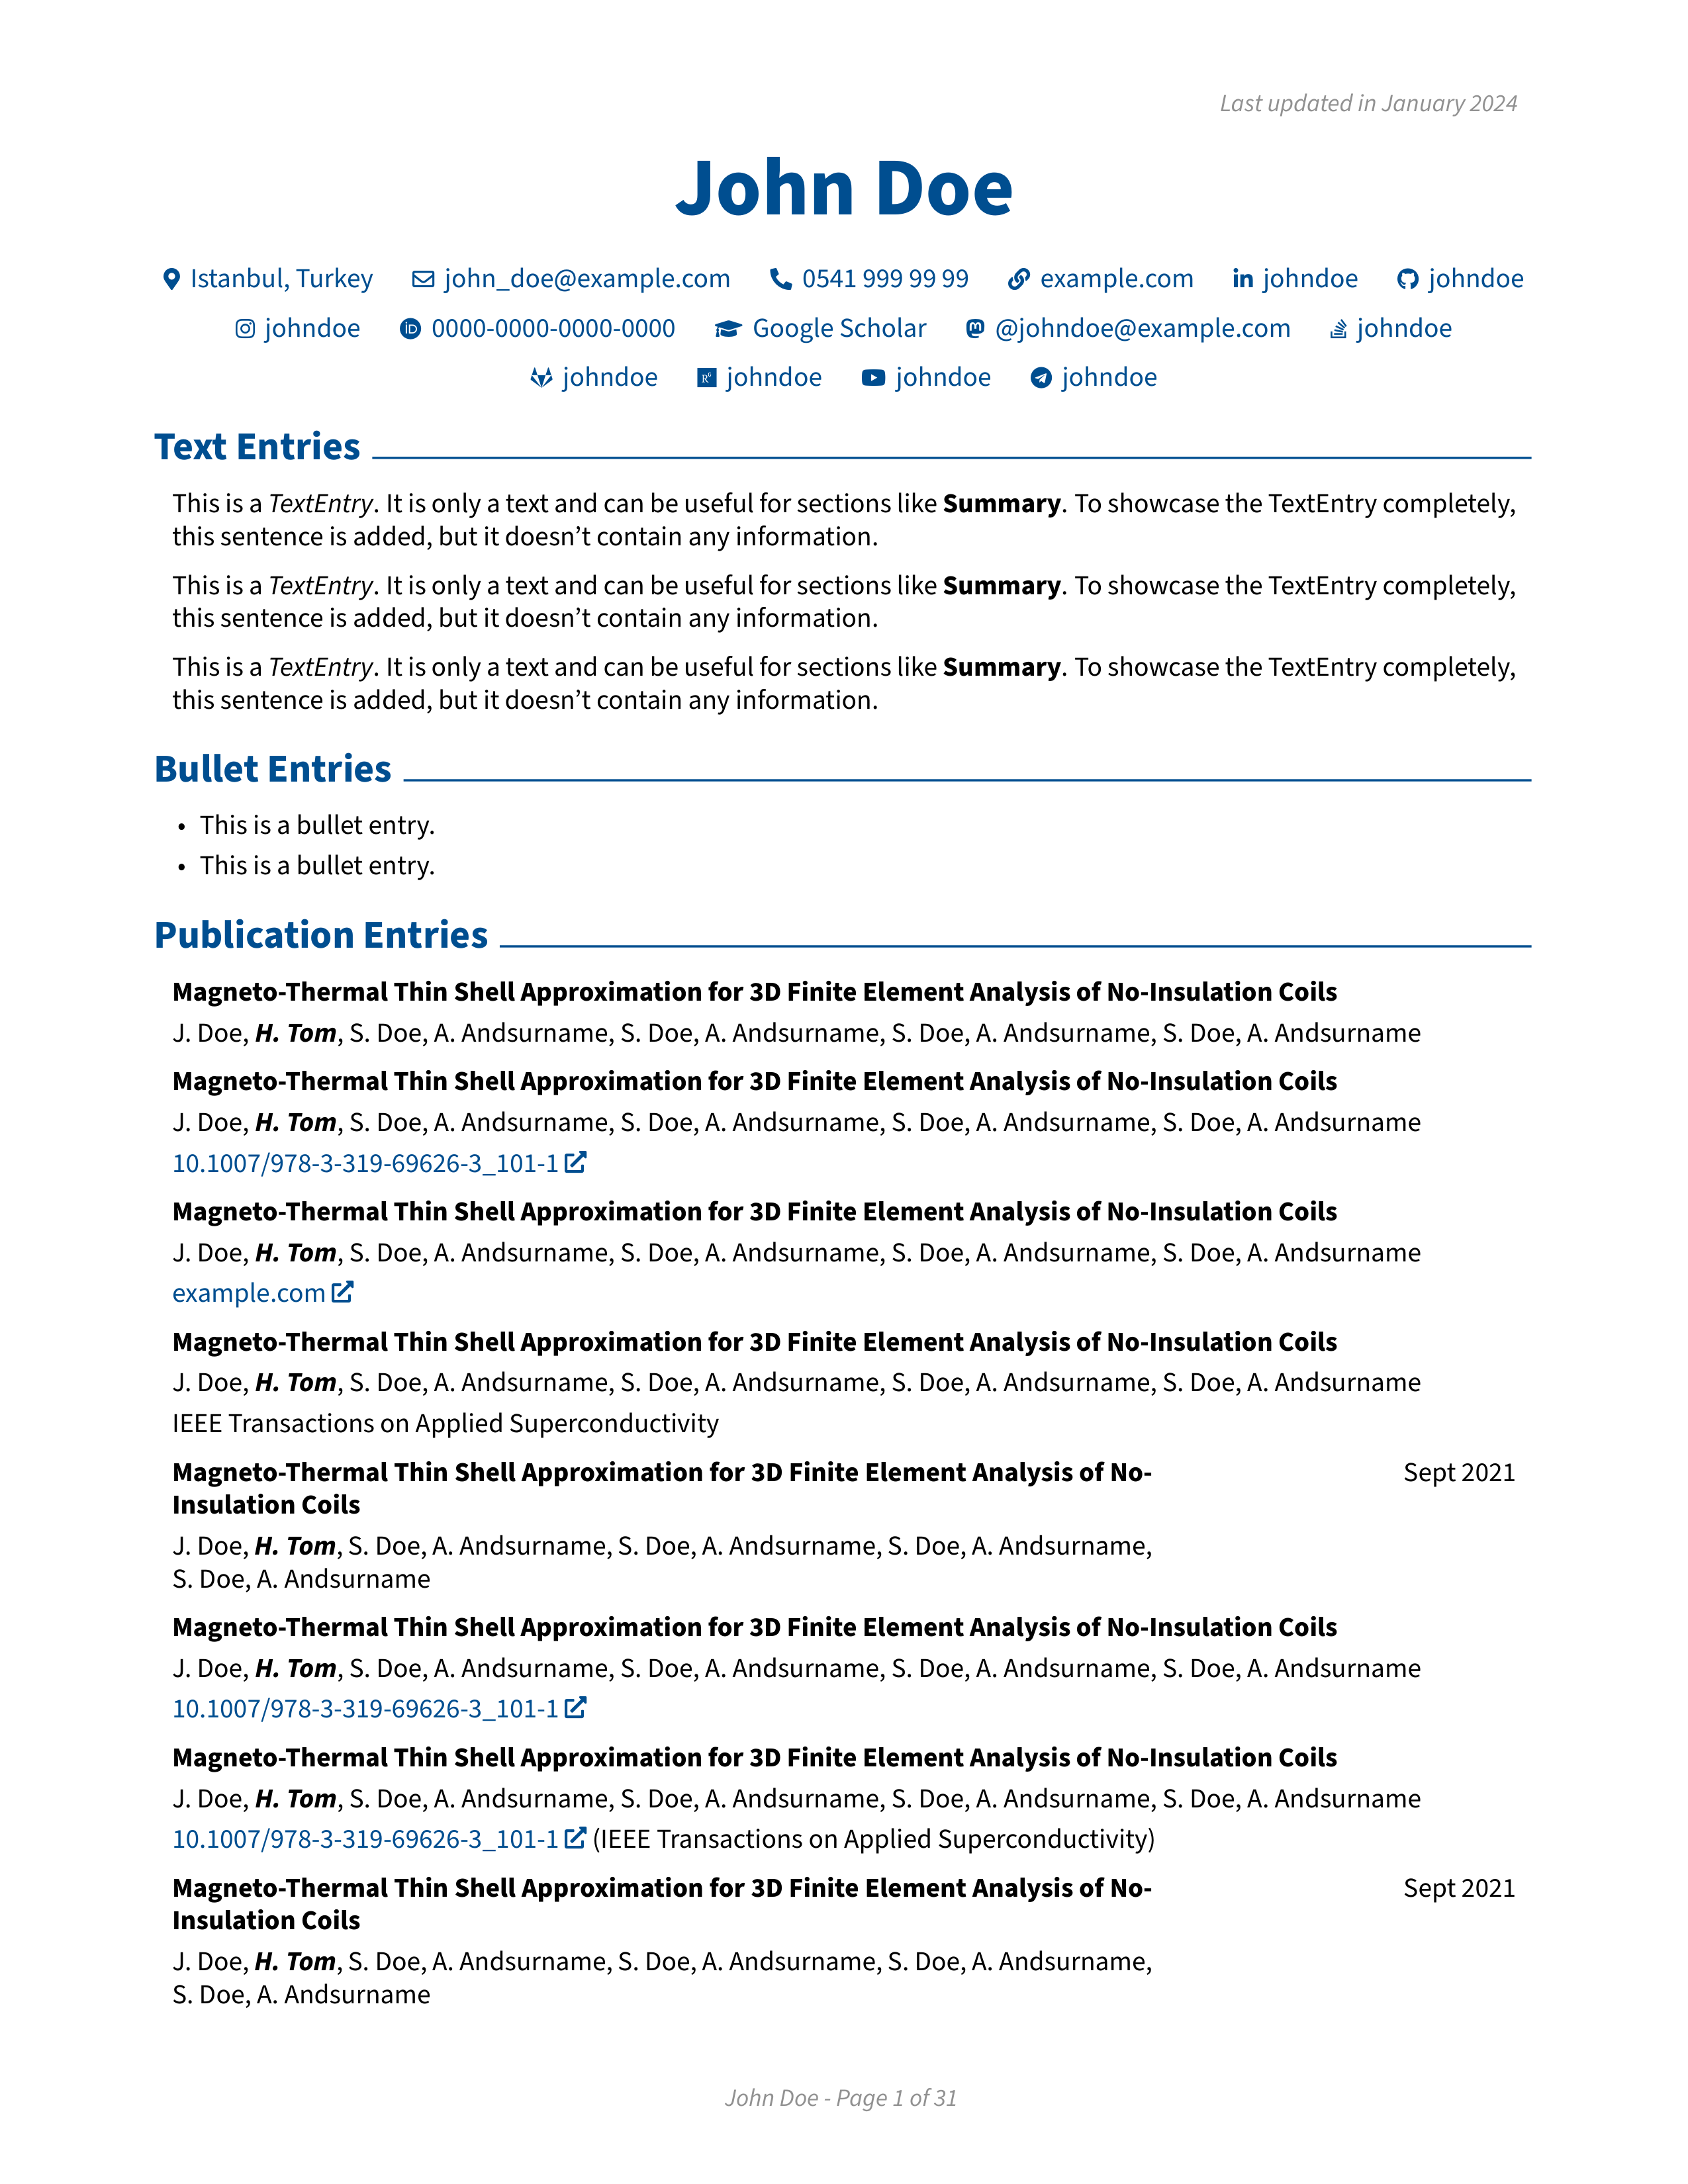 Last updated in January 2024
John Doe
Istanbul, Turkey john_doe@example.com 0541 999 99 99 example.com johndoe johndoe
johndoe 0000-0000-0000-0000 Google Scholar @johndoe@example.com johndoe
johndoe johndoe johndoe johndoe
Text Entries
This is a TextEntry. It is only a text and can be useful for sections like Summary. To showcase the TextEntry completely,
this sentence is added, but it doesn’t contain any information.
This is a TextEntry. It is only a text and can be useful for sections like Summary. To showcase the TextEntry completely,
this sentence is added, but it doesn’t contain any information.
This is a TextEntry. It is only a text and can be useful for sections like Summary. To showcase the TextEntry completely,
this sentence is added, but it doesn’t contain any information.
Bullet Entries
• This is a bullet entry.
• This is a bullet entry.
Publication Entries
Magneto-Thermal Thin Shell Approximation for 3D Finite Element Analysis of No-Insulation Coils
J. Doe, H. Tom, S. Doe, A. Andsurname, S. Doe, A. Andsurname, S. Doe, A. Andsurname, S. Doe, A. Andsurname
Magneto-Thermal Thin Shell Approximation for 3D Finite Element Analysis of No-Insulation Coils
J. Doe, H. Tom, S. Doe, A. Andsurname, S. Doe, A. Andsurname, S. Doe, A. Andsurname, S. Doe, A. Andsurname
10.1007/978-3-319-69626-3_101-1
Magneto-Thermal Thin Shell Approximation for 3D Finite Element Analysis of No-Insulation Coils
J. Doe, H. Tom, S. Doe, A. Andsurname, S. Doe, A. Andsurname, S. Doe, A. Andsurname, S. Doe, A. Andsurname
example.com
Magneto-Thermal Thin Shell Approximation for 3D Finite Element Analysis of No-Insulation Coils
J. Doe, H. Tom, S. Doe, A. Andsurname, S. Doe, A. Andsurname, S. Doe, A. Andsurname, S. Doe, A. Andsurname
IEEE Transactions on Applied Superconductivity
Magneto-Thermal Thin Shell Approximation for 3D Finite Element Analysis of No- Sept 2021
Insulation Coils
J. Doe, H. Tom, S. Doe, A. Andsurname, S. Doe, A. Andsurname, S. Doe, A. Andsurname,
S. Doe, A. Andsurname
Magneto-Thermal Thin Shell Approximation for 3D Finite Element Analysis of No-Insulation Coils
J. Doe, H. Tom, S. Doe, A. Andsurname, S. Doe, A. Andsurname, S. Doe, A. Andsurname, S. Doe, A. Andsurname
10.1007/978-3-319-69626-3_101-1
Magneto-Thermal Thin Shell Approximation for 3D Finite Element Analysis of No-Insulation Coils
J. Doe, H. Tom, S. Doe, A. Andsurname, S. Doe, A. Andsurname, S. Doe, A. Andsurname, S. Doe, A. Andsurname
10.1007/978-3-319-69626-3_101-1 (IEEE Transactions on Applied Superconductivity)
Magneto-Thermal Thin Shell Approximation for 3D Finite Element Analysis of No- Sept 2021
Insulation Coils
J. Doe, H. Tom, S. Doe, A. Andsurname, S. Doe, A. Andsurname, S. Doe, A. Andsurname,
S. Doe, A. Andsurname
John Doe - Page 1 of 31